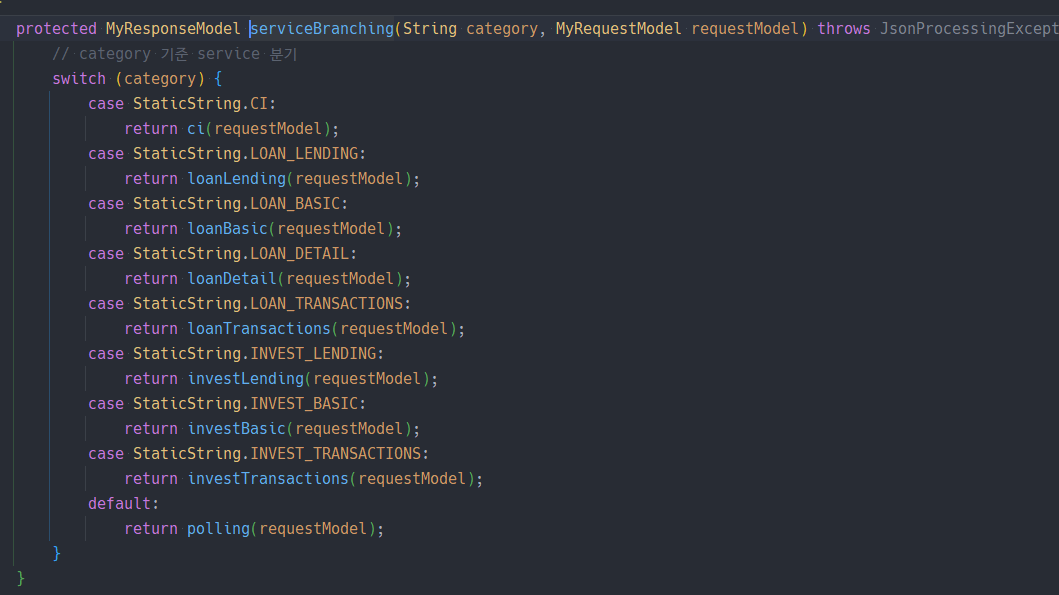 protected MyResponseModel serviceBranching(String category, MyRequestModel requestModel) throws JsonProcessingExcept
// category 기준 service 분기
switch (category) {
case StaticString.CI:
return ci(requestModel);
case StaticString.LOAN_LENDING:
return loanLending(requestModel);
case StaticString.LOAN_BASIC:
return loanBasic(requestModel);
case StaticString.LOAN_DETAIL:
return loanDetail(requestModel);
case StaticString.LOAN_TRANSACTIONS:
return loanTransactions(requestModel);
case StaticString.INVEST_LENDING:
return investLending(requestModel);
case StaticString.INVEST_BASIC:
return investBasic(requestModel);
case StaticString.INVEST_TRANSACTIONS:
return investTransactions(requestModel);
default:
return polling(requestModel);
}
}